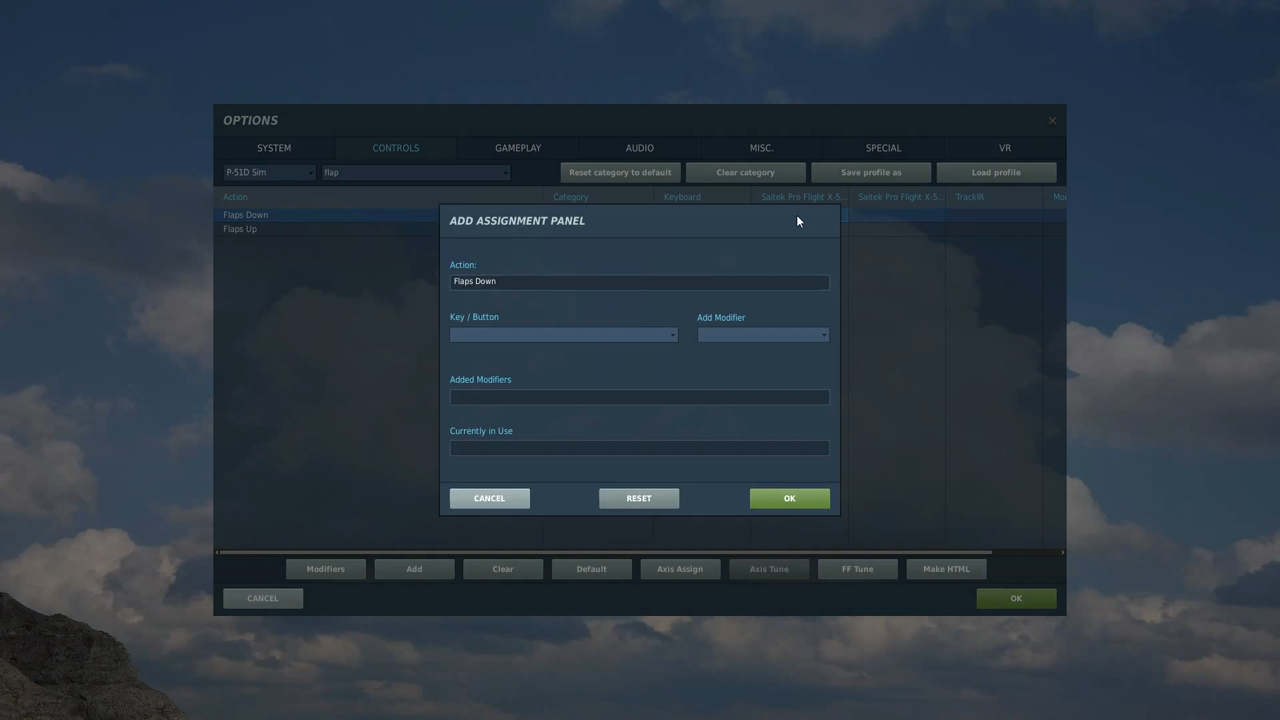 OPTIONS
SYSTEM CONTROLS GAMEPLAY AUDIO MISC. SPECIAL VR
P-51D Sim flap Reset category to default Clear category Save profile as Load profile
Action Category Keyboard Saitek Pro Flight X-5... Saitek Pro Flight X-5... TrackIR Mou
Flaps Down
Flaps Up
ADD ASSIGNMENT PANEL
Action:
Flaps Down
Key / Button Add Modifier
Added Modifiers
Currently in Use
CANCEL RESET OK
Modifiers Add Clear Default Axis Assign Axis Tune FF Tune Make HTML
CANCEL OK